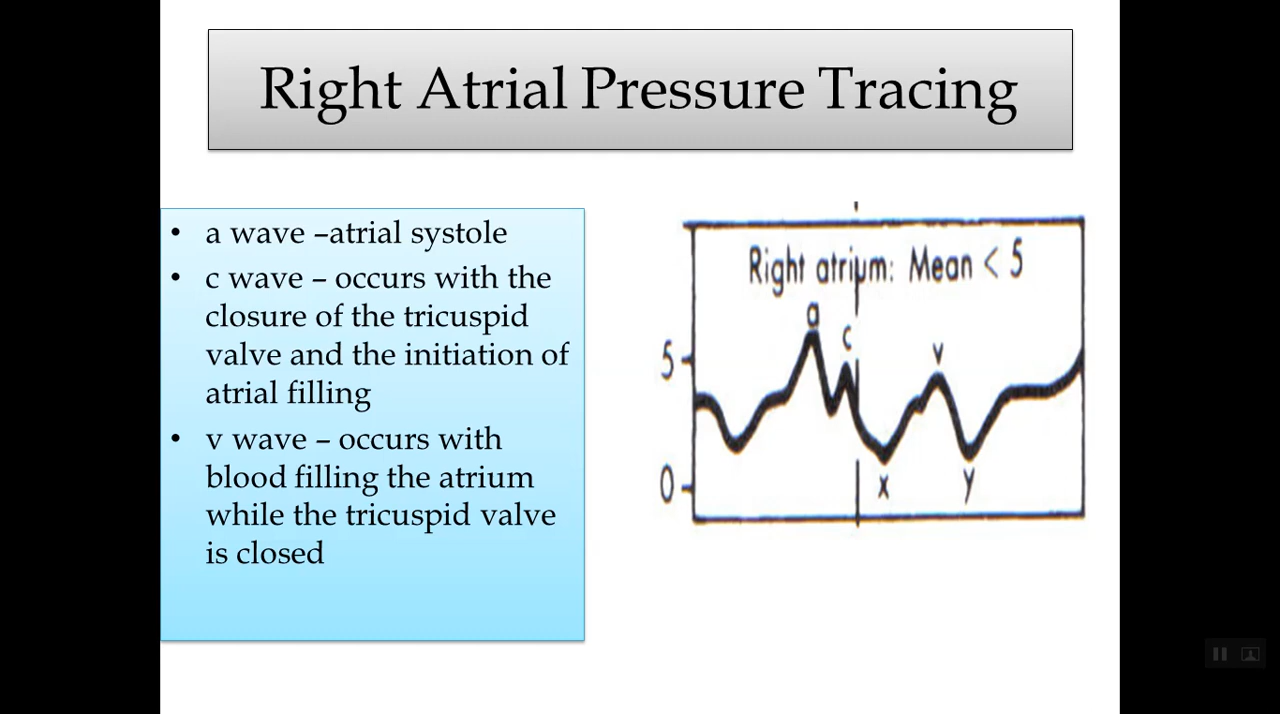 Right Atrial Pressure Tracing
• a wave –atrial systole
• c wave – occurs with the
closure of the tricuspid
valve and the initiation of
atrial filling
• v wave – occurs with
blood filling the atrium
while the tricuspid valve
is closed
Right atrium: Mean < 5
a
c
v
5
0
x
y